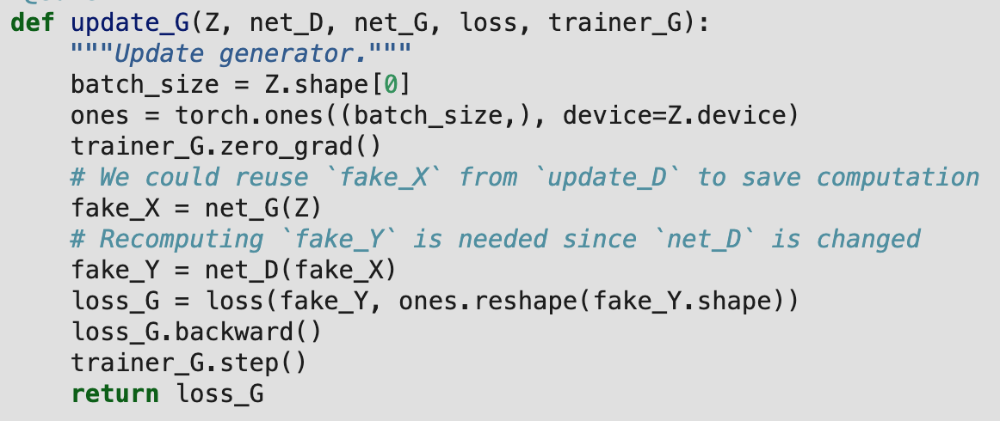 def update_G(Z, net_D, net_G, loss, trainer_G):
    """Update generator."""
    batch_size = Z.shape[0]
    ones = torch.ones((batch_size,), device=Z.device)
    trainer_G.zero_grad()
    # We could reuse `fake_X` from `update_D` to save computation
    fake_X = net_G(Z)
    # Recomputing `fake_Y` is needed since `net_D` is changed
    fake_Y = net_D(fake_X)
    loss_G = loss(fake_Y, ones.reshape(fake_Y.shape))
    loss_G.backward()
    trainer_G.step()
    return loss_G